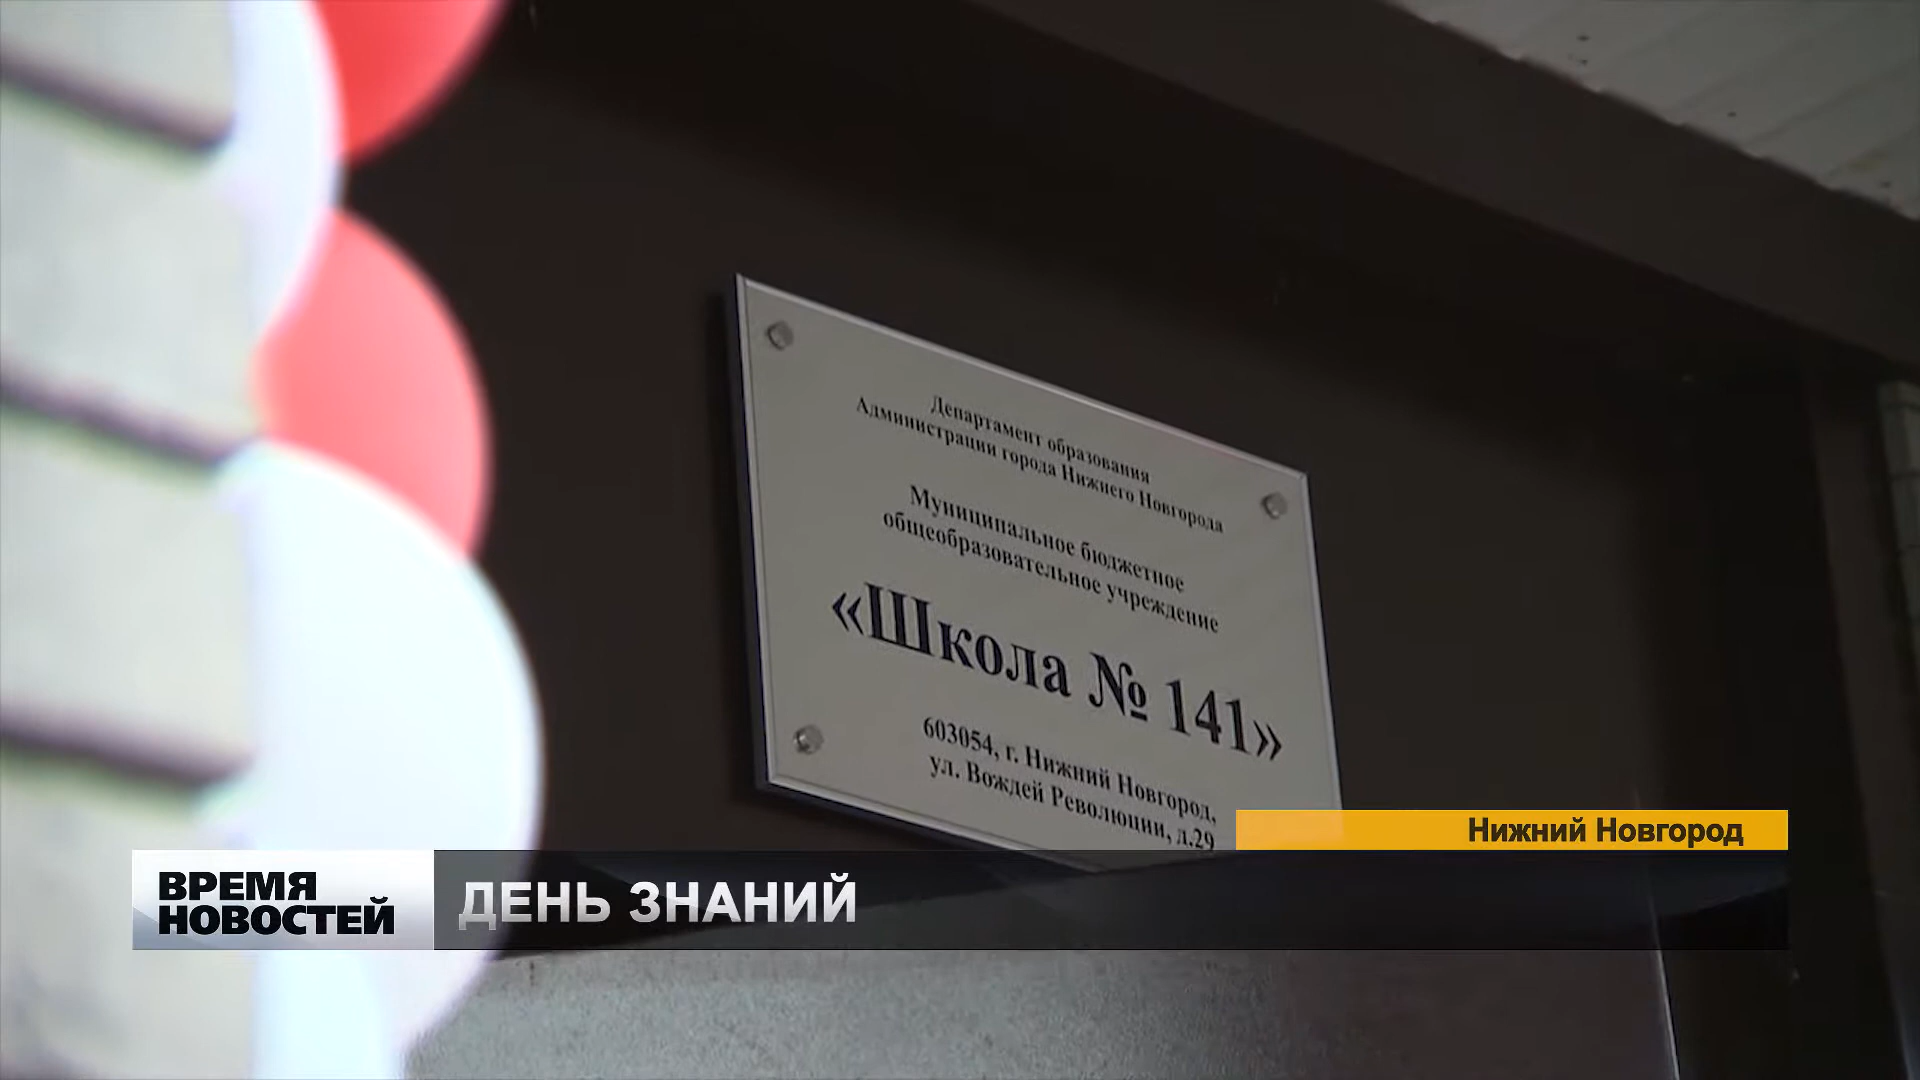 Департамент образования
Администрации города Нижнего Новгорода
Муниципальное бюджетное
общеобразовательное учреждение
«Школа № 141»
603054, г. Нижний Новгород,
ул. Вождей Революции, д.29
Нижний Новгород
ВРЕМЯ
НОВОСТЕЙ
ДЕНЬ ЗНАНИЙ